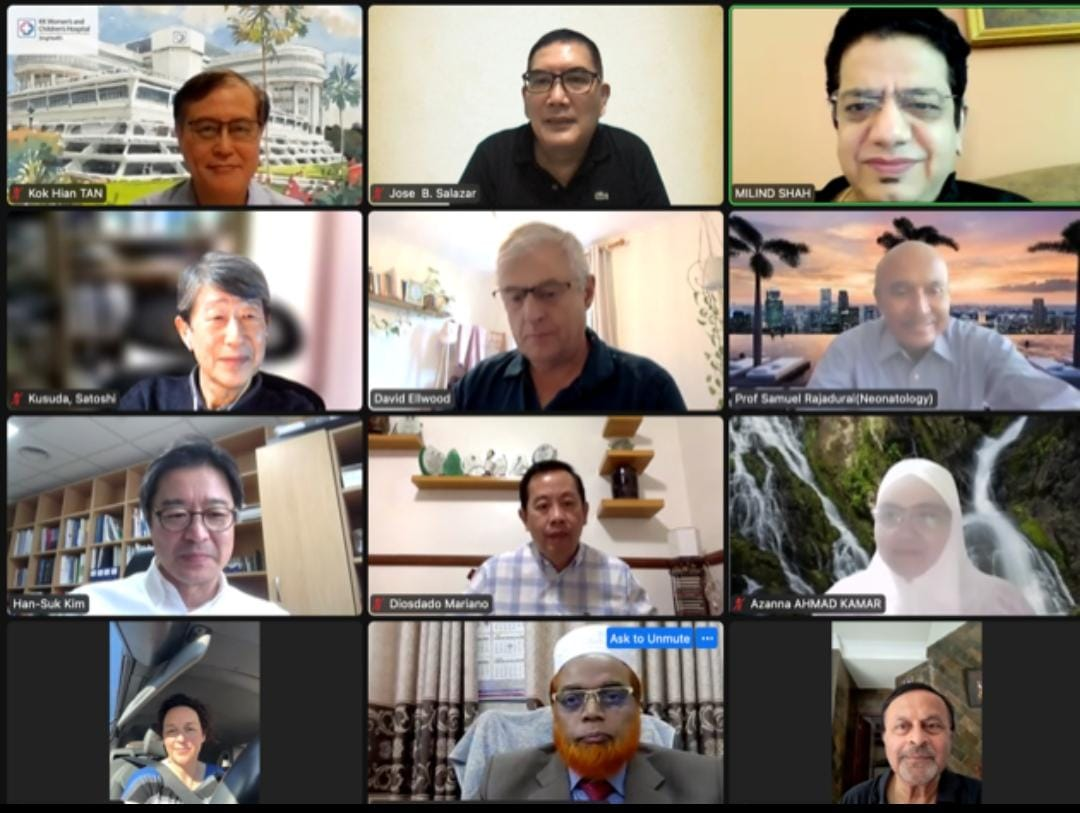 KK Women's and
Children's Hospital
SingHealth
Kok Hian TAN
Jose B. Salazar
MILIND SHAH
Kusuda, Satoshi
David Ellwood
Prof Samuel Rajadurai(Neonatology)
Han-Suk Kim
Diosdado Mariano
Azanna AHMAD KAMAR
Ask to Unmute